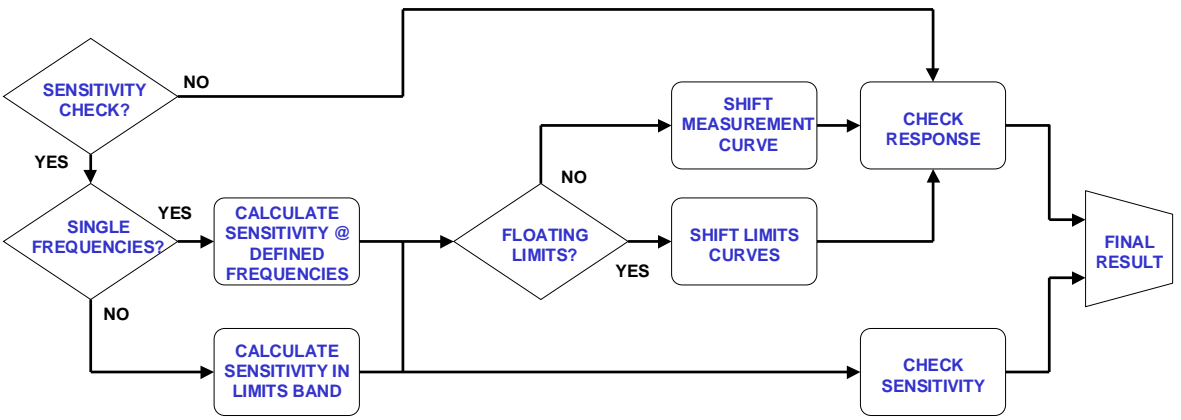 SENSITIVITY
CHECK?
NO
YES
SINGLE
FREQUENCIES?
YES
NO
CALCULATE
SENSITIVITY @
DEFINED
FREQUENCIES
CALCULATE
SENSITIVITY IN
LIMITS BAND
FLOATING
LIMITS?
NO
YES
SHIFT
MEASUREMENT
CURVE
SHIFT LIMITS
CURVES
CHECK
RESPONSE
CHECK
SENSITIVITY
FINAL
RESULT